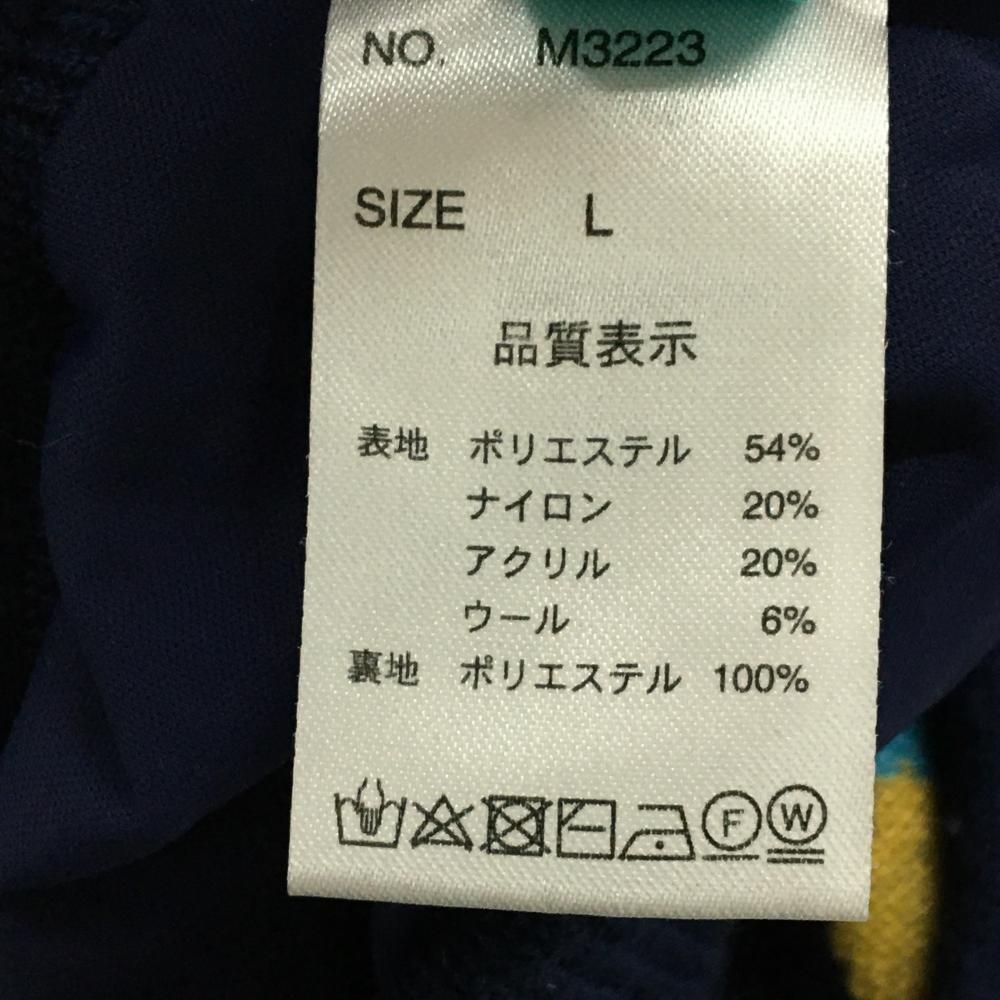 NO. M3223
SIZE L
品質表示
表地 ポリエステル 54%
ナイロン 20%
アクリル 20%
ウール 6%
裏地 ポリエステル 100%
F W